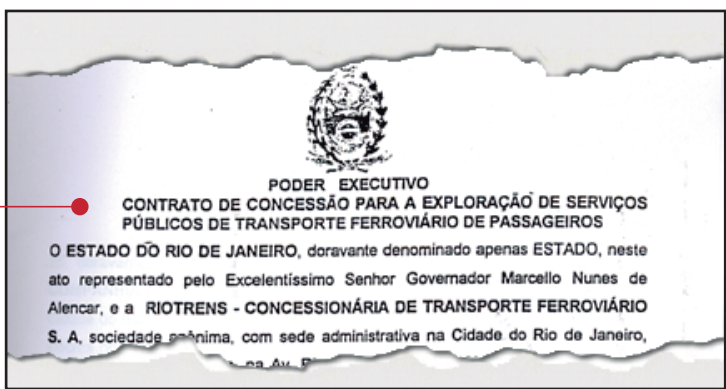 PODER EXECUTIVO
CONTRATO DE CONCESSÃO PARA A EXPLORAÇÃO DE SERVIÇOS
PÚBLICOS DE TRANSPORTE FERROVIÁRIO DE PASSAGEIROS
O ESTADO DO RIO DE JANEIRO, doravante denominado apenas ESTADO, neste
ato representado pelo Excelentíssimo Senhor Governador Marcello Nunes de
Alencar, e a RIOTRENS - CONCESSIONÁRIA DE TRANSPORTE FERROVIÁRIO
S. A, sociedade anônima, com sede administrativa na Cidade do Rio de Janeiro,
na Av.